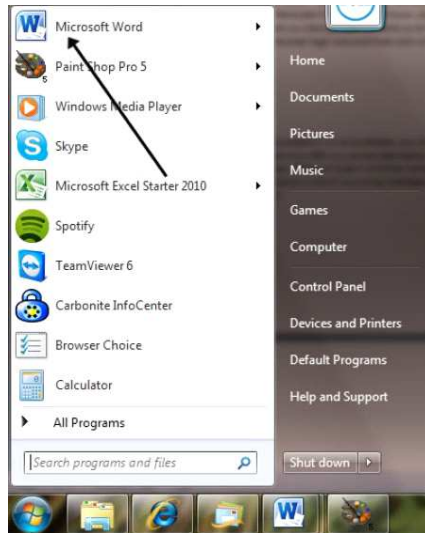 Microsoft Word
Paint Shop Pro 5
Windows Media Player
Skype
Microsoft Excel Starter 2010
Spotify
TeamViewer 6
Carbonite InfoCenter
Browser Choice
Calculator
All Programs
Search programs and files
Home
Documents
Pictures
Music
Games
Computer
Control Panel
Devices and Printers
Default Programs
Help and Support
Shut down